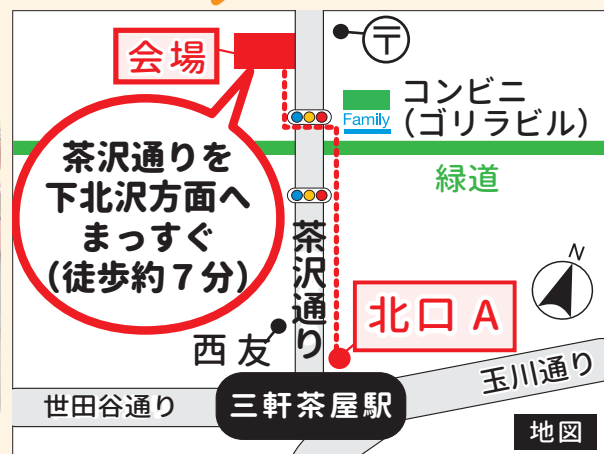 会場
〒
コンビニ
(ゴリラビル)
Family
茶沢通りを
下北沢方面へ
まっすぐ
(徒歩約7分)
緑道
茶沢通り
N
北口 A
西友
玉川通り
世田谷通り
三軒茶屋駅
地図